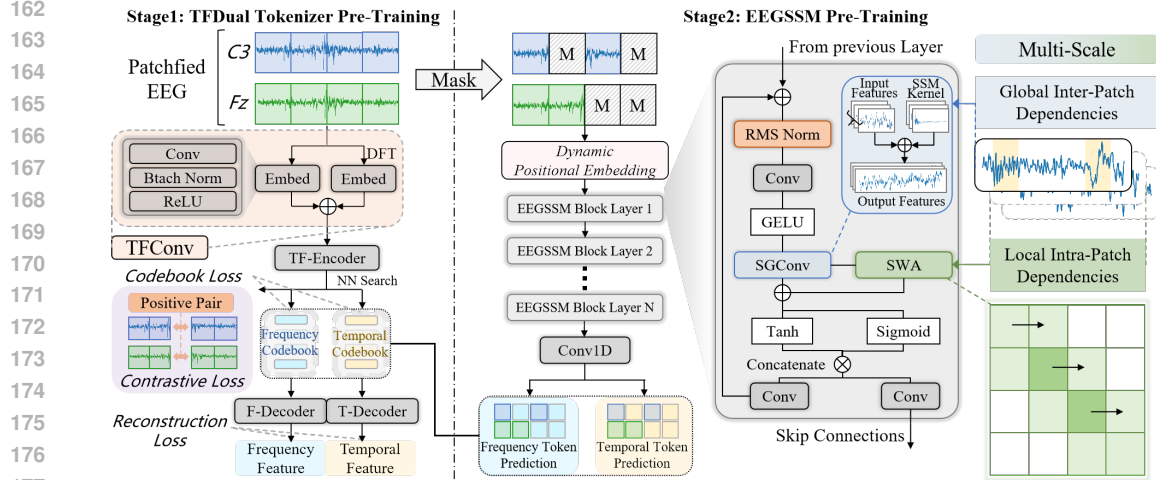 162
163
164
165
166
167
168
169
170
171
172
173
174
175
176
Stage1: TFDual Tokenizer Pre-Training
Patchfied
EEG
C3
Fz
Conv
Btach Norm
ReLU
DFT
Embed
Embed
TFConv
TF-Encoder
Codebook Loss
NN Search
Positive Pair
Contrastive Loss
Frequency
Codebook
Temporal
Codebook
F-Decoder
T-Decoder
Reconstruction
Loss
Frequency
Feature
Temporal
Feature
Mask
Stage2: EEGSSM Pre-Training
M
M
M
M
Dynamic
Positional Embedding
EEGSSM Block Layer 1
EEGSSM Block Layer 2
EEGSSM Block Layer N
Conv1D
Frequency Token
Prediction
Temporal Token
Prediction
From previous Layer
RMS Norm
Conv
GELU
SGConv
SWA
Tanh
Sigmoid
Concatenate
Conv
Conv
Skip Connections
Input
Features
SSM
Kernel
Output Features
Multi-Scale
Global Inter-Patch
Dependencies
Local Intra-Patch
Dependencies